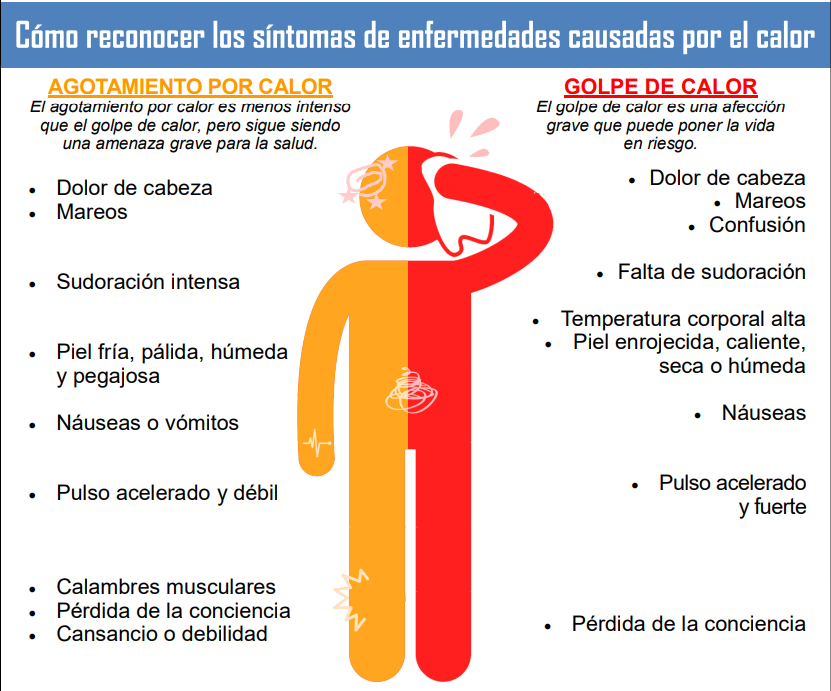 Cómo reconocer los síntomas de enfermedades causadas por el calor
AGOTAMIENTO POR CALOR
El agotamiento por calor es menos intenso
que el golpe de calor, pero sigue siendo
una amenaza grave para la salud.
• Dolor de cabeza
• Mareos
• Sudoración intensa
• Piel fría, pálida, húmeda
y pegajosa
• Náuseas o vómitos
• Pulso acelerado y débil
• Calambres musculares
• Pérdida de la conciencia
• Cansancio o debilidad
GOLPE DE CALOR
El golpe de calor es una afección
grave que puede poner la vida
en riesgo.
• Dolor de cabeza
• Mareos
• Confusión
• Falta de sudoración
• Temperatura corporal alta
• Piel enrojecida, caliente,
seca o húmeda
• Náuseas
• Pulso acelerado
y fuerte
• Pérdida de la conciencia